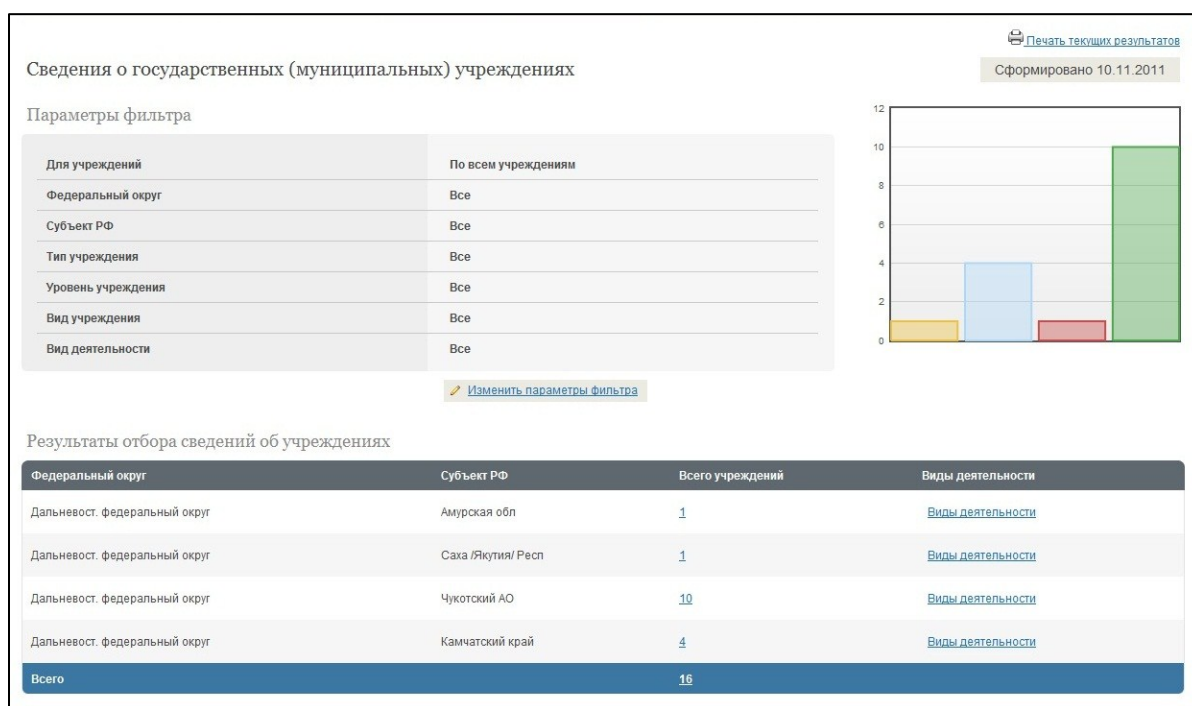 Печать текущих результатов
Сведения о государственных (муниципальных) учреждениях
Сформировано 10.11.2011
Параметры фильтра
Для учреждений По всем учреждениям
Федеральный округ Все
Субъект РФ Все
Тип учреждения Все
Уровень учреждения Все
Вид учреждения Все
Вид деятельности Все
12
10
8
6
4
2
0
Изменить параметры фильтра
Результаты отбора сведений об учреждениях
Федеральный округ Субъект РФ Всего учреждений Виды деятельности
Дальневост. федеральный округ Амурская обл 1 Виды деятельности
Дальневост. федеральный округ Саха /Якутия/ Респ 1 Виды деятельности
Дальневост. федеральный округ Чукотский АО 10 Виды деятельности
Дальневост. федеральный округ Камчатский край 4 Виды деятельности
Всего 16